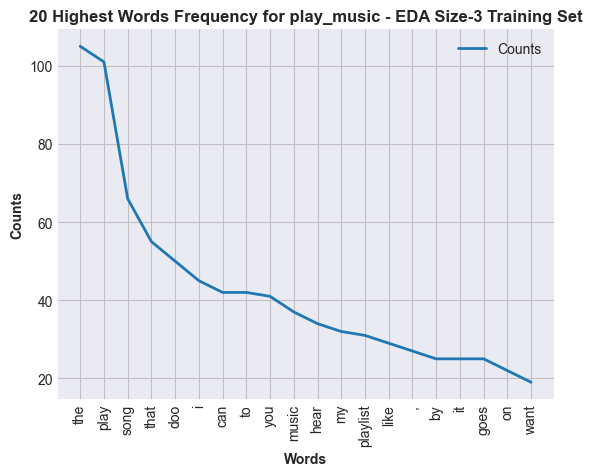 20 Highest Words Frequency for play_music - EDA Size-3 Training Set
Counts
100
80
60
40
20
Counts
the
play
song
that
doo
i
can
to
you
music
hear
my
playlist
like
,
by
it
goes
on
want
Words